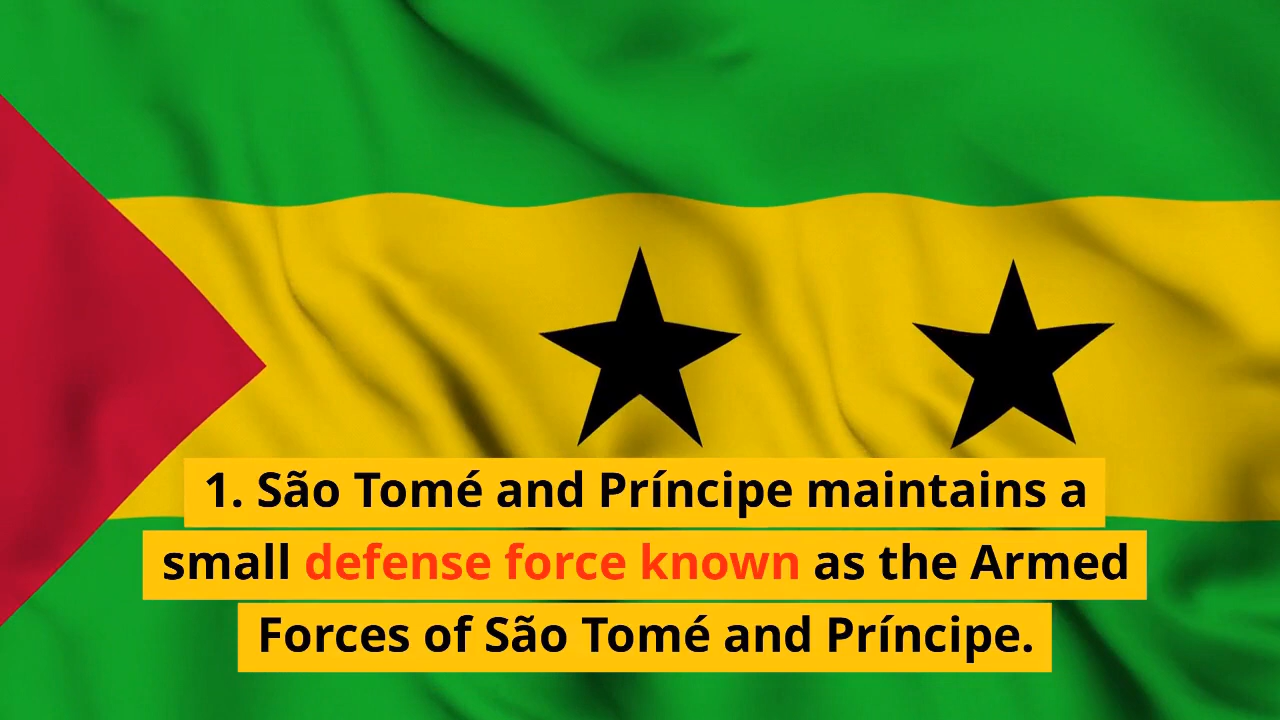 1. São Tomé and Príncipe maintains a
small defense force known as the Armed
Forces of São Tomé and Príncipe.